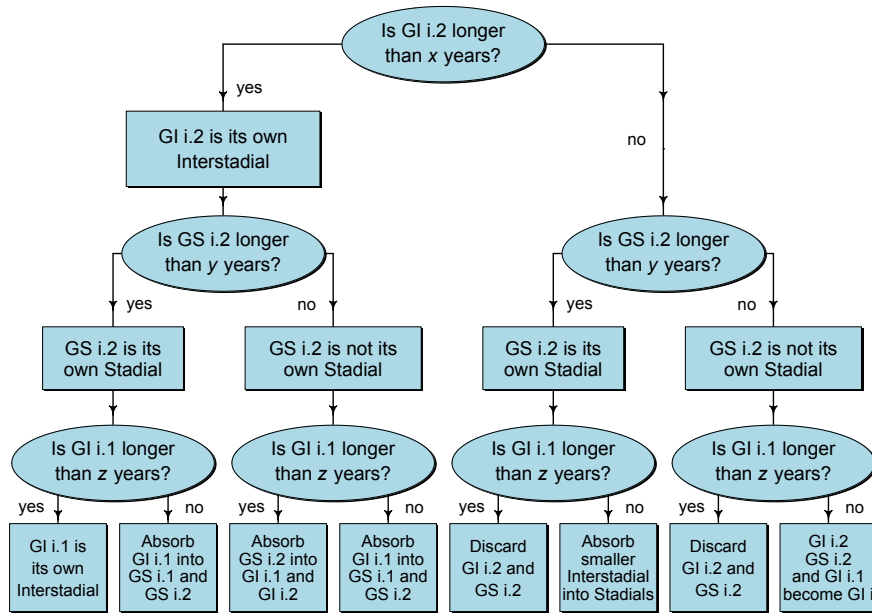 Is GI i.2 longer
than x years?
yes
no
GI i.2 is its own
Interstadial
Is GS i.2 longer
than y years?
Is GS i.2 longer
than y years?
yes
no
yes
no
GS i.2 is its
own Stadial
GS i.2 is not its
own Stadial
GS i.2 is its
own Stadial
GS i.2 is not its
own Stadial
Is GI i.1 longer
than z years?
Is GI i.1 longer
than z years?
Is GI i.1 longer
than z years?
Is GI i.1 longer
than z years?
yes
no
yes
no
yes
no
yes
no
GI i.1 is
its own
Interstadial
Absorb
GI i.1 into
GS i.1 and
GS i.2
Absorb
GS i.2 into
GI i.1 and
GI i.2
Absorb
GI i.1 into
GS i.1 and
GS i.2
Discard
GI i.2 and
GS i.2
Absorb
smaller
Interstadial
into Stadials
Discard
GI i.2 and
GS i.2
GI i.2
GS i.2
and GI i.1
become GI i